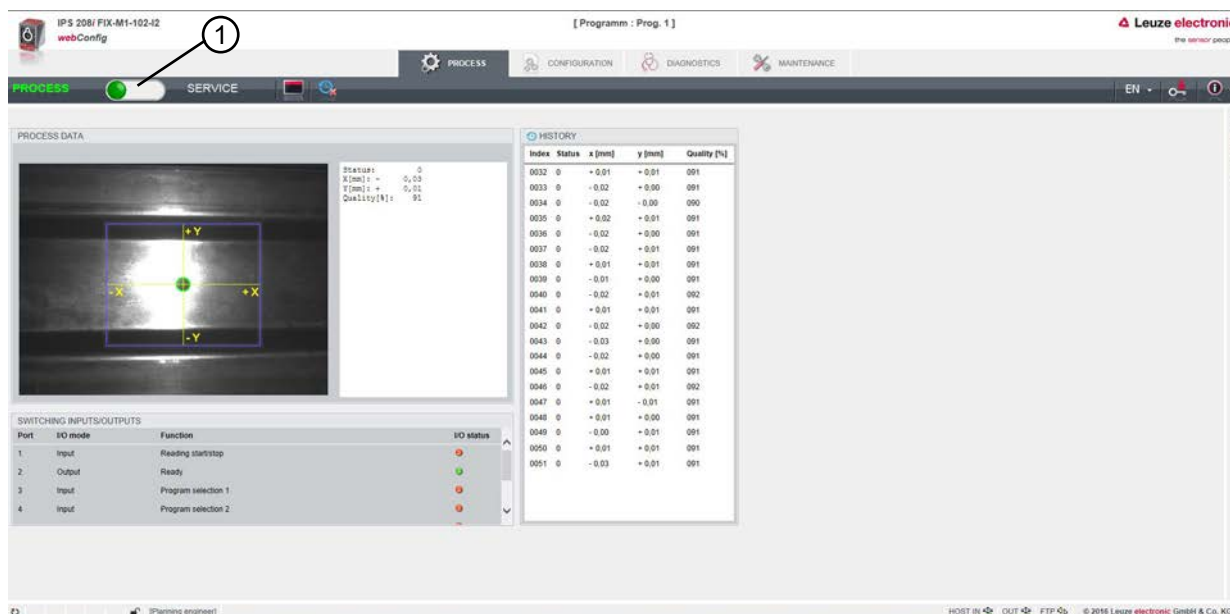 IPS 208i FIX-M1-102-I2
webConfig
[ Programm : Prog. 1 ]
Leuze electroni
the sensor peop
1
PROCESS
CONFIGURATION
DIAGNOSTICS
MAINTENANCE
PROCESS
SERVICE
EN
PROCESS DATA
Status: 0
X[mm]: - 0,03
Y[mm]: + 0,01
Quality[%]: 91
+Y
-X
+X
-Y
HISTORY
Index Status x [mm] y [mm] Quality [%]
0032 0 + 0,01 + 0,01 091
0033 0 - 0,02 + 0,00 091
0034 0 - 0,02 - 0,00 090
0035 0 + 0,02 + 0,01 091
0036 0 - 0,02 + 0,00 091
0037 0 - 0,02 + 0,01 091
0038 0 + 0,01 + 0,01 091
0039 0 - 0,01 + 0,00 091
0040 0 - 0,02 + 0,01 092
0041 0 + 0,01 + 0,01 091
0042 0 - 0,02 + 0,00 092
0043 0 - 0,03 + 0,00 091
0044 0 - 0,02 + 0,00 091
0045 0 + 0,01 + 0,01 091
0046 0 - 0,02 + 0,01 092
0047 0 + 0,01 - 0,01 091
0048 0 + 0,01 + 0,00 091
0049 0 - 0,00 + 0,01 091
0050 0 + 0,01 + 0,01 091
0051 0 - 0,03 + 0,01 091
SWITCHING INPUTS/OUTPUTS
Port I/O mode Function I/O status
1 Input Reading start/stop
2 Output Ready
3 Input Program selection 1
4 Input Program selection 2
[Planning engineer]
HOST IN OUT FTP © 2016 Leuze electronic GmbH & Co. KG